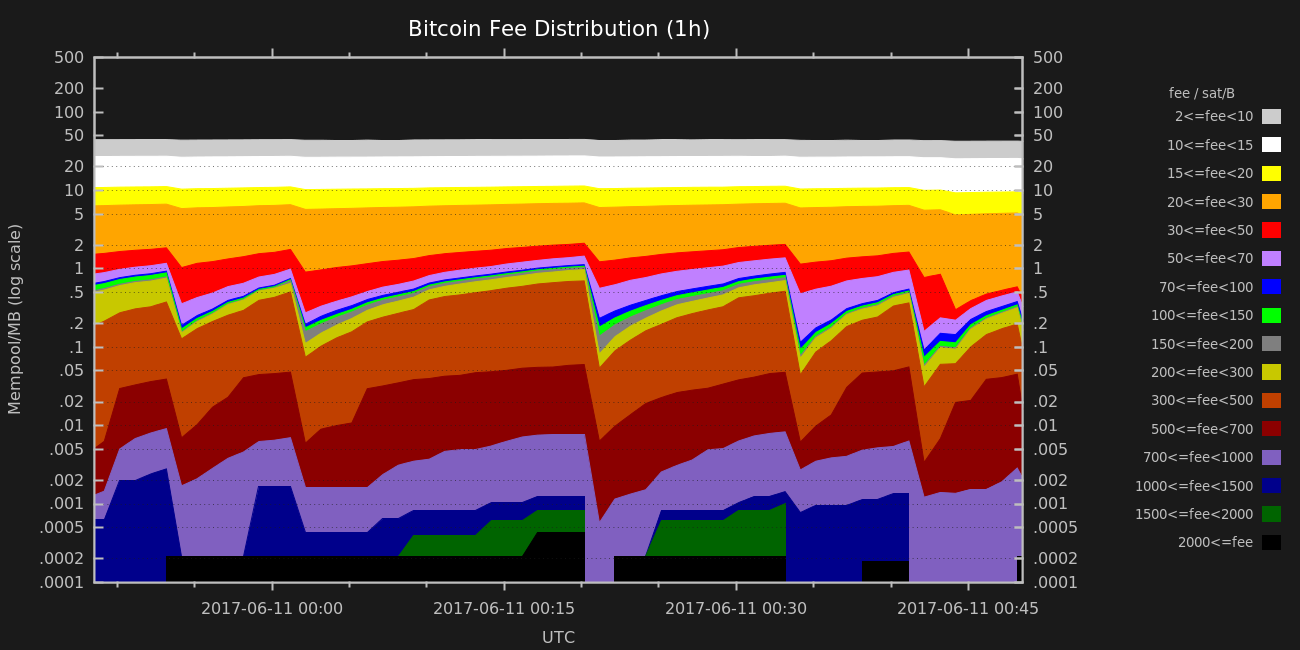 Bitcoin Fee Distribution (1h)
Mempool/MB (log scale)
500
200
100
50
20
10
5
2
1
.5
.2
.1
.05
.02
.01
.005
.002
.001
.0005
.0002
.0001
500
200
100
50
20
10
5
2
1
.5
.2
.1
.05
.02
.01
.005
.002
.001
.0005
.0002
.0001
2017-06-11 00:00
2017-06-11 00:15
2017-06-11 00:30
2017-06-11 00:45
UTC
fee / sat/B
2<=fee<10
10<=fee<15
15<=fee<20
20<=fee<30
30<=fee<50
50<=fee<70
70<=fee<100
100<=fee<150
150<=fee<200
200<=fee<300
300<=fee<500
500<=fee<700
700<=fee<1000
1000<=fee<1500
1500<=fee<2000
2000<=fee